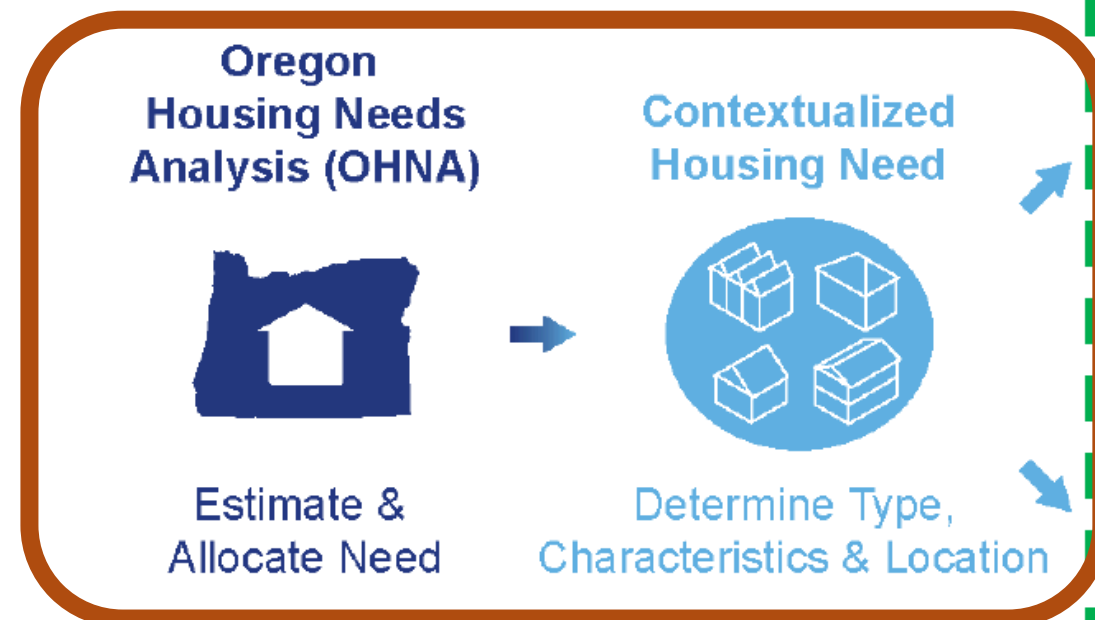 Oregon
Housing Needs
Analysis (OHNA)
Estimate &
Allocate Need
Contextualized
Housing Need
Determine Type,
Characteristics & Location